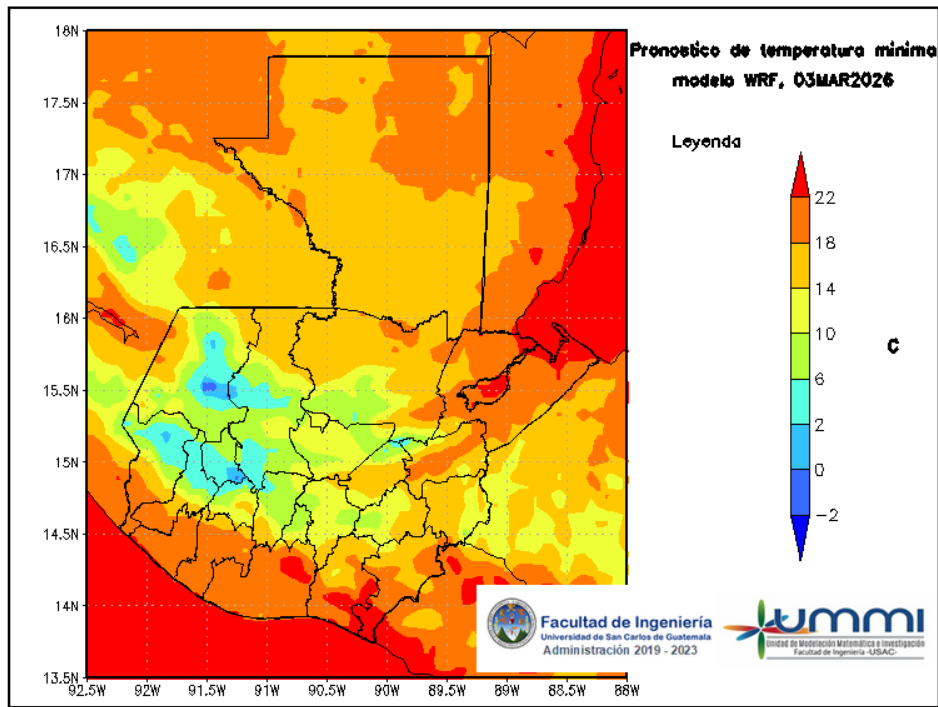 Pronostico de temperatura minima
modelo WRF, 03MAR2026
Leyenda
22
18
14
10
6
2
0
−2
C
18N
17.5N
17N
16.5N
16N
15.5N
15N
14.5N
14N
13.5N
92.5W 92W 91.5W 91W 90.5W 90W 89.5W 89W 88.5W 88W
Facultad de Ingeniería
Universidad de San Carlos de Guatemala
Administración 2019 - 2023
ummi
Unidad de Modelación Matemática e Investigación
Facultad de Ingeniería -USAC-